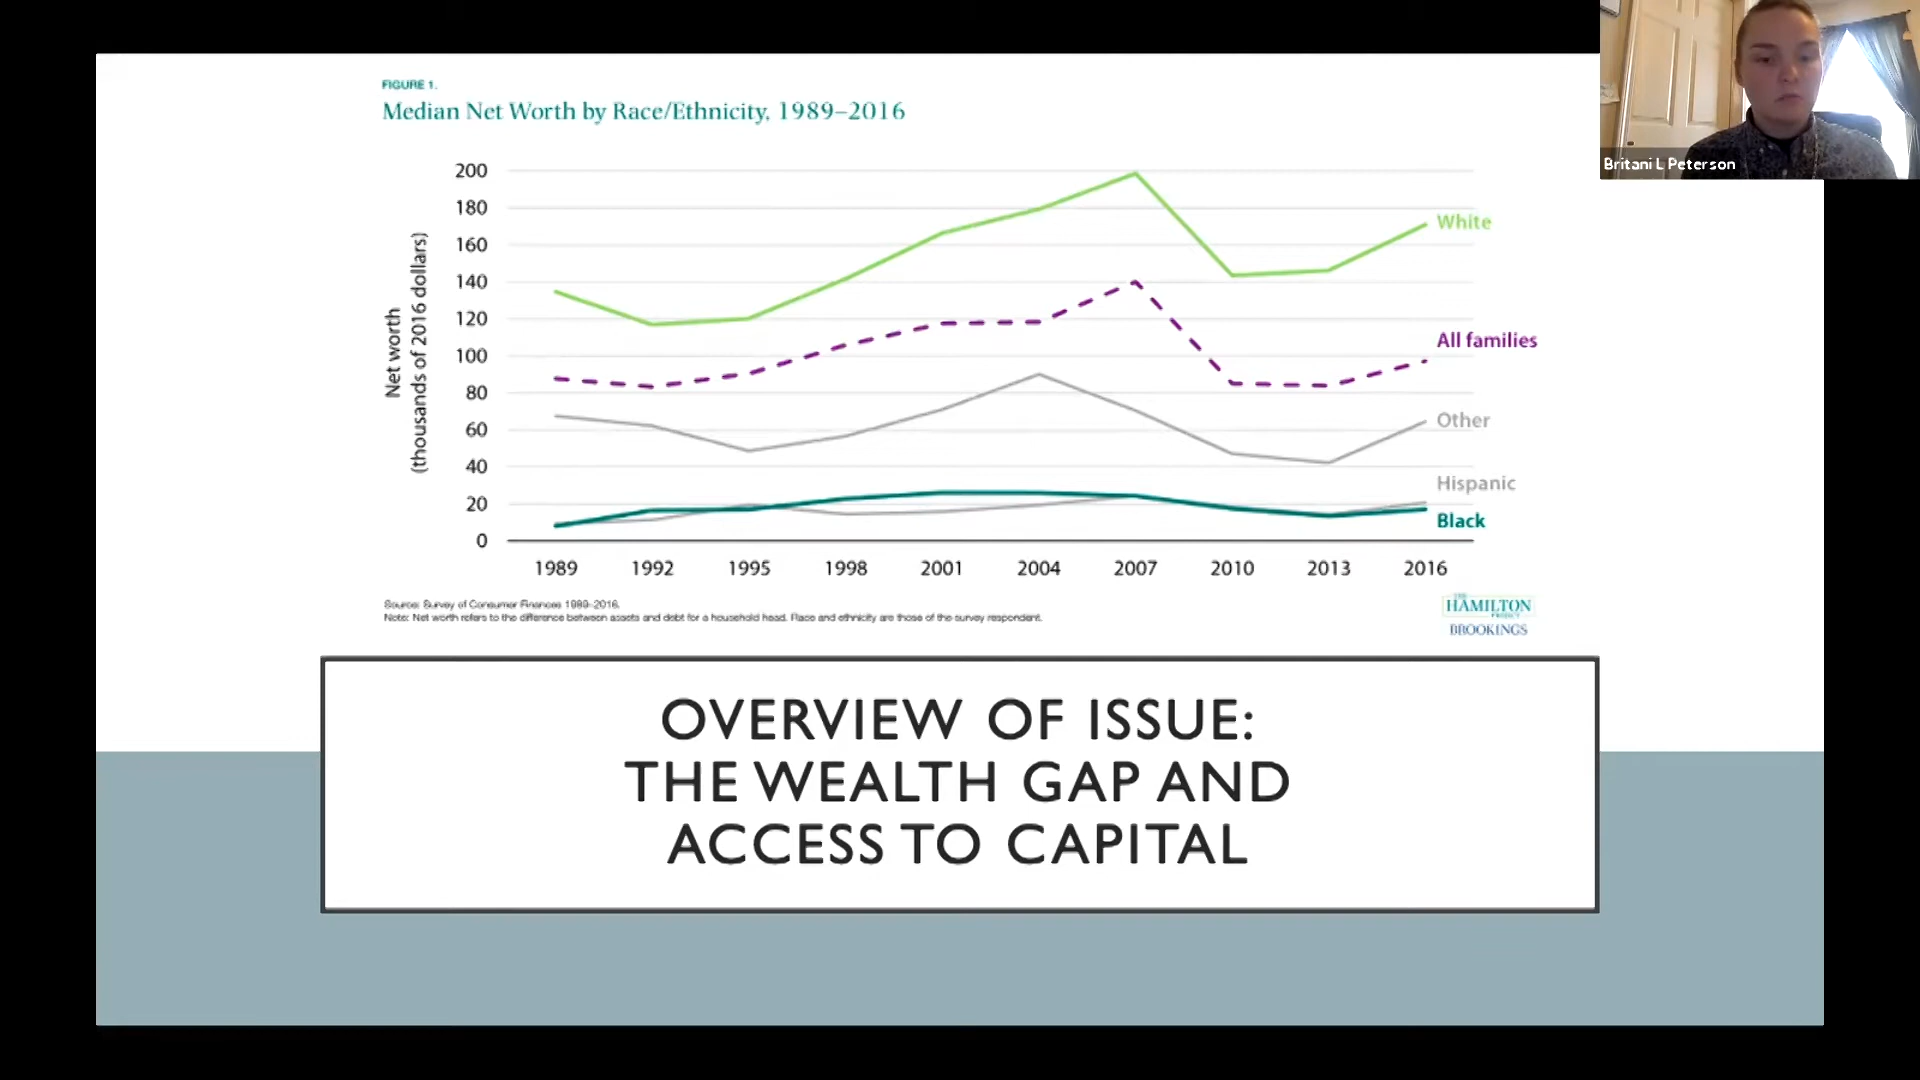 FIGURE 1.
Median Net Worth by Race/Ethnicity, 1989–2016
Net worth
(thousands of 2016 dollars)
200
180
160
140
120
100
80
60
40
20
0
White
All families
Other
Hispanic
Black
1989 1992 1995 1998 2001 2004 2007 2010 2013 2016
Source: Survey of Consumer Finances 1989–2016.
Note: Net worth refers to the difference between assets and debt for a household head. Race and ethnicity are those of the survey respondent.
THE
HAMILTON
PROJECT
BROOKINGS
OVERVIEW OF ISSUE:
THE WEALTH GAP AND
ACCESS TO CAPITAL
Britani L Peterson